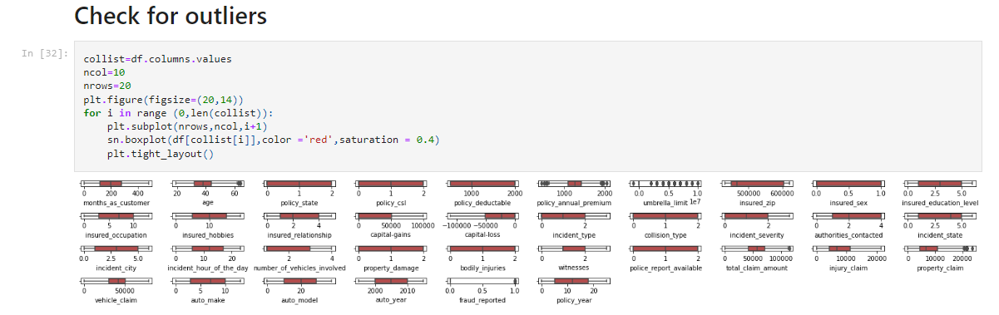 Check for outliers
In [32]:
collist=df.columns.values
ncol=10
nrows=20
plt.figure(figsize=(20,14))
for i in range (0,len(collist)):
    plt.subplot(nrows,ncol,i+1)
    sn.boxplot(df[collist[i]],color ='red',saturation = 0.4)
    plt.tight_layout()
0 200 400 20 40 60 0 1 2 0 1 2 1000 2000 1000 2000 0.0 0.5 1.0 500000 600000 0.0 0.5 1.0 0.0 2.5 5.0
months_as_customer age policy_state policy_csl policy_deductable policy_annual_premium umbrella_limit 1e7 insured_zip insured_sex insured_education_level
0 5 10 0 10 0 2 4 0 50000 100000 −100000 −50000 0 0 2 0 1 2 0 2 0 2 4 0.0 2.5 5.0
insured_occupation insured_hobbies insured_relationship capital-gains capital-loss incident_type collision_type incident_severity authorities_contacted incident_state
0.0 2.5 5.0 0 10 20 2 4 0 1 2 0 1 2 0 2 0 1 2 0 50000 100000 0 10000 20000 0 10000 20000
incident_city incident_hour_of_the_day number_of_vehicles_involved property_damage bodily_injuries witnesses police_report_available total_claim_amount injury_claim property_claim
0 50000 0 5 10 0 20 2000 2010 0.0 0.5 1.0 0 10 20
vehicle_claim auto_make auto_model auto_year fraud_reported policy_year